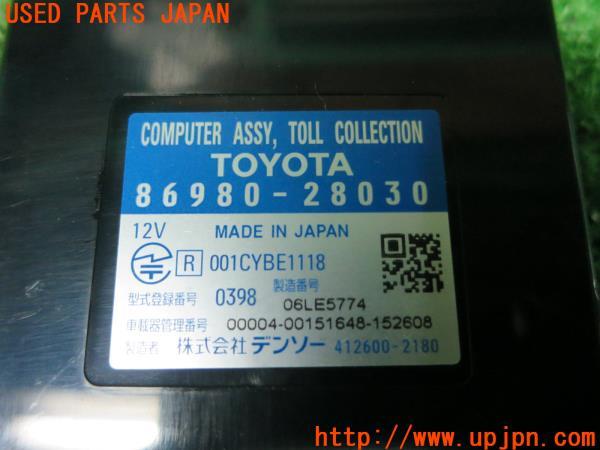 USED PARTS JAPAN
COMPUTER ASSY, TOLL COLLECTION
TOYOTA
86980-28030
12V MADE IN JAPAN
R 001CYBE1118
型式登録番号 0398 製造番号 06LE5774
車載器管理番号 00004-00151648-152608
製造者 株式会社デンソー 412600-2180
https://www.upjpn.com